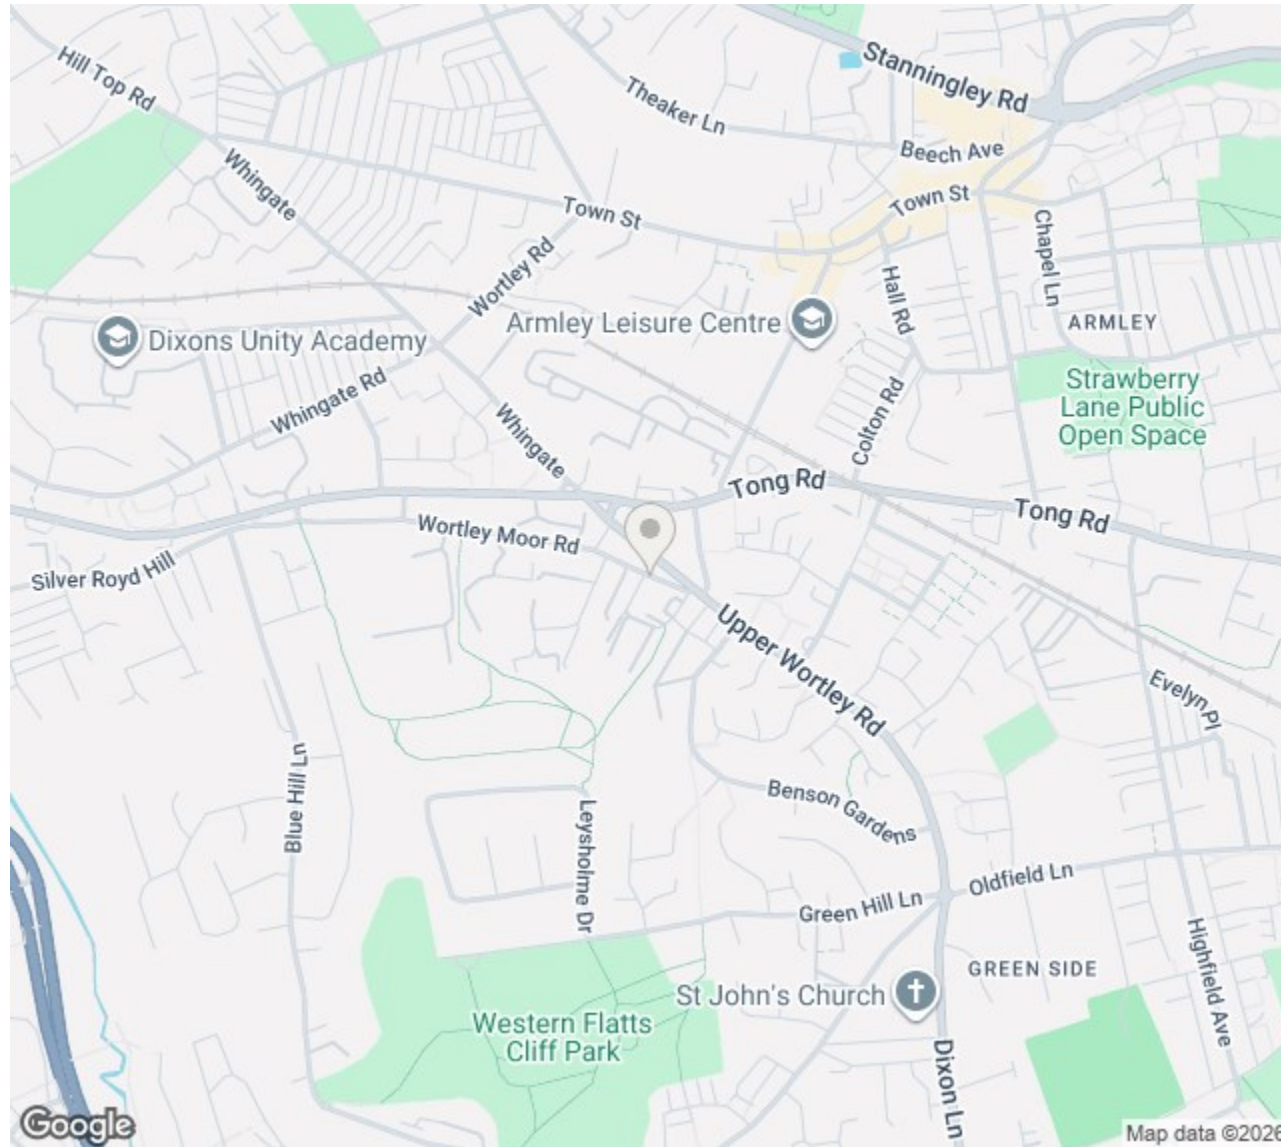 Hill Top Rd
Stanningley Rd
Theaker Ln
Beech Ave
Whingate
Town St
Town St
Chapel Ln
Wortley Rd
Hall Rd
Armley Leisure Centre
ARMLEY
Dixons Unity Academy
Whingate Rd
Strawberry
Lane Public
Open Space
Colton Rd
Whingate
Tong Rd
Tong Rd
Wortley Moor Rd
Silver Royd Hill
Upper Wortley Rd
Evelyn Pl
Blue Hill Ln
Leysholme Dr
Benson Gardens
Oldfield Ln
Green Hill Ln
Highfield Ave
GREEN SIDE
St John's Church
Western Flatts
Cliff Park
Dixon Ln
Google
Map data ©2026